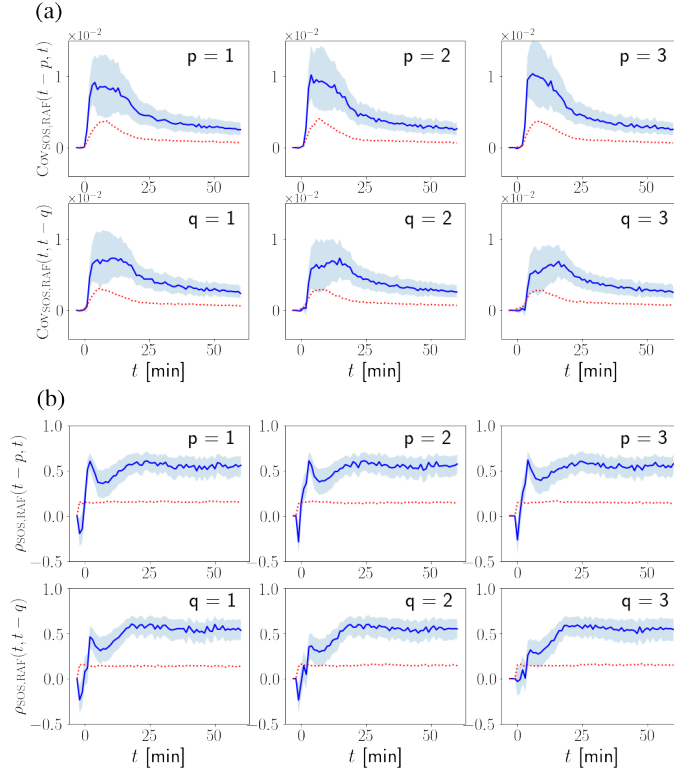 (a)
×10⁻² ×10⁻² ×10⁻²
p = 1 p = 2 p = 3
Cov_SOS,RAF(t − p, t)
1 1 1
0 0 0
0 25 50 0 25 50 0 25 50
×10⁻² ×10⁻² ×10⁻²
q = 1 q = 2 q = 3
Cov_SOS,RAF(t, t − q)
1 1 1
0 0 0
0 25 50 0 25 50 0 25 50
t [min] t [min] t [min]
(b)
p = 1 p = 2 p = 3
ρ_SOS,RAF(t − p, t)
1.0 1.0 1.0
0.5 0.5 0.5
0.0 0.0 0.0
−0.5 −0.5 −0.5
0 25 50 0 25 50 0 25 50
q = 1 q = 2 q = 3
ρ_SOS,RAF(t, t − q)
1.0 1.0 1.0
0.5 0.5 0.5
0.0 0.0 0.0
−0.5 −0.5 −0.5
0 25 50 0 25 50 0 25 50
t [min] t [min] t [min]